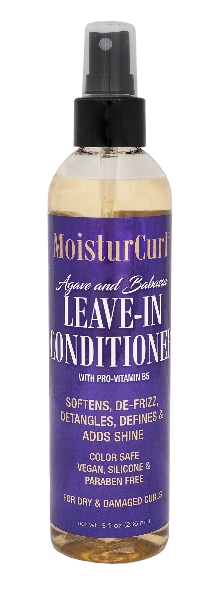 MoisturCurl
Agave and Babassu
LEAVE-IN
CONDITIONER
WITH PRO-VITAMIN B5
SOFTENS, DE-FRIZZ,
DETANGLES, DEFINES &
ADDS SHINE
COLOR SAFE
VEGAN, SILICONE &
PARABEN FREE
FOR DRY & DAMAGED CURLS